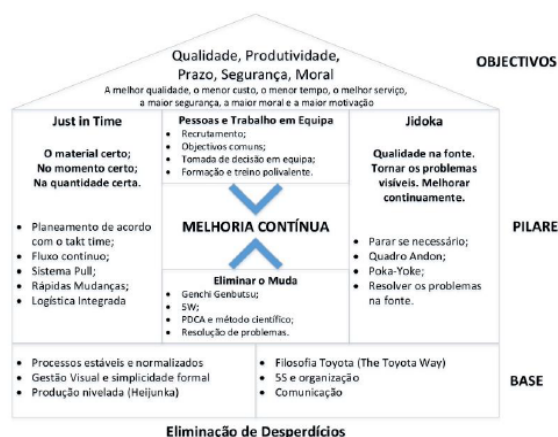 Qualidade, Produtividade,
Prazo, Segurança, Moral
A melhor qualidade, o menor custo, o menor tempo, o melhor serviço,
a maior segurança, a maior moral e a maior motivação
OBJECTIVOS
Just in Time
O material certo;
No momento certo;
Na quantidade certa.
• Planeamento de acordo
com o takt time;
• Fluxo contínuo;
• Sistema Pull;
• Rápidas Mudanças;
• Logística Integrada
Pessoas e Trabalho em Equipa
• Recrutamento;
• Objectivos comuns;
• Tomada de decisão em equipa;
• Formação e treino polivalente.
MELHORIA CONTÍNUA
Eliminar o Muda
• Genchi Genbutsu;
• 5W;
• PDCA e método científico;
• Resolução de problemas.
Jidoka
Qualidade na fonte.
Tornar os problemas
visíveis. Melhorar
continuamente.
• Parar se necessário;
• Quadro Andon;
• Poka-Yoke;
• Resolver os problemas
na fonte.
PILARE
• Processos estáveis e normalizados
• Gestão Visual e simplicidade formal
• Produção nivelada (Heijunka)
• Filosofia Toyota (The Toyota Way)
• 5S e organização
• Comunicação
BASE
Eliminação de Desperdícios